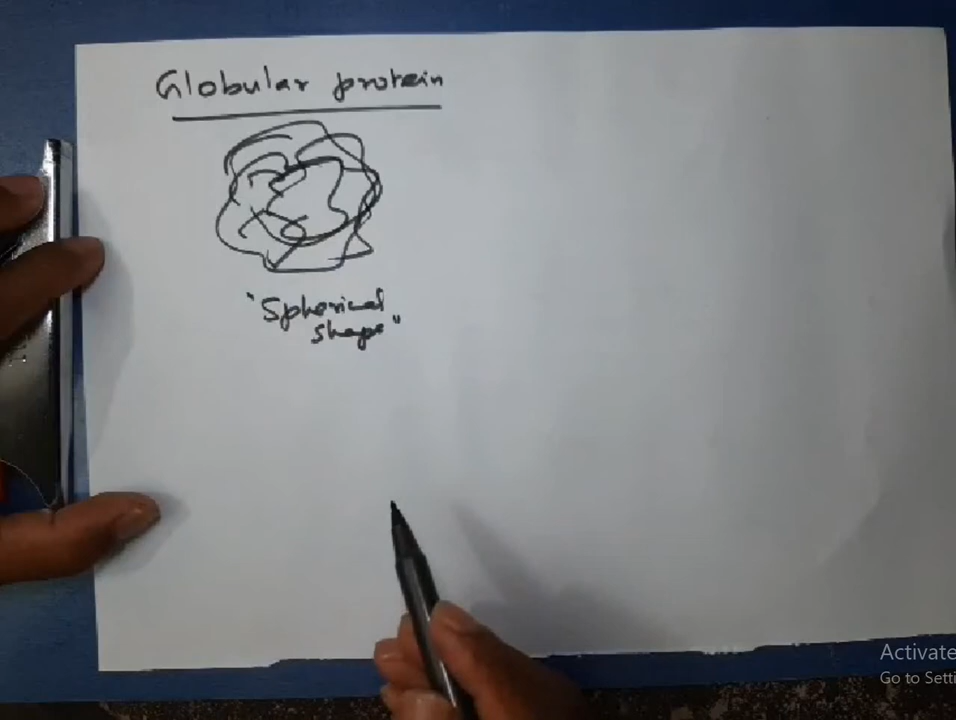 Globular protein
"Spherical
shape"
Activate
Go to Setti